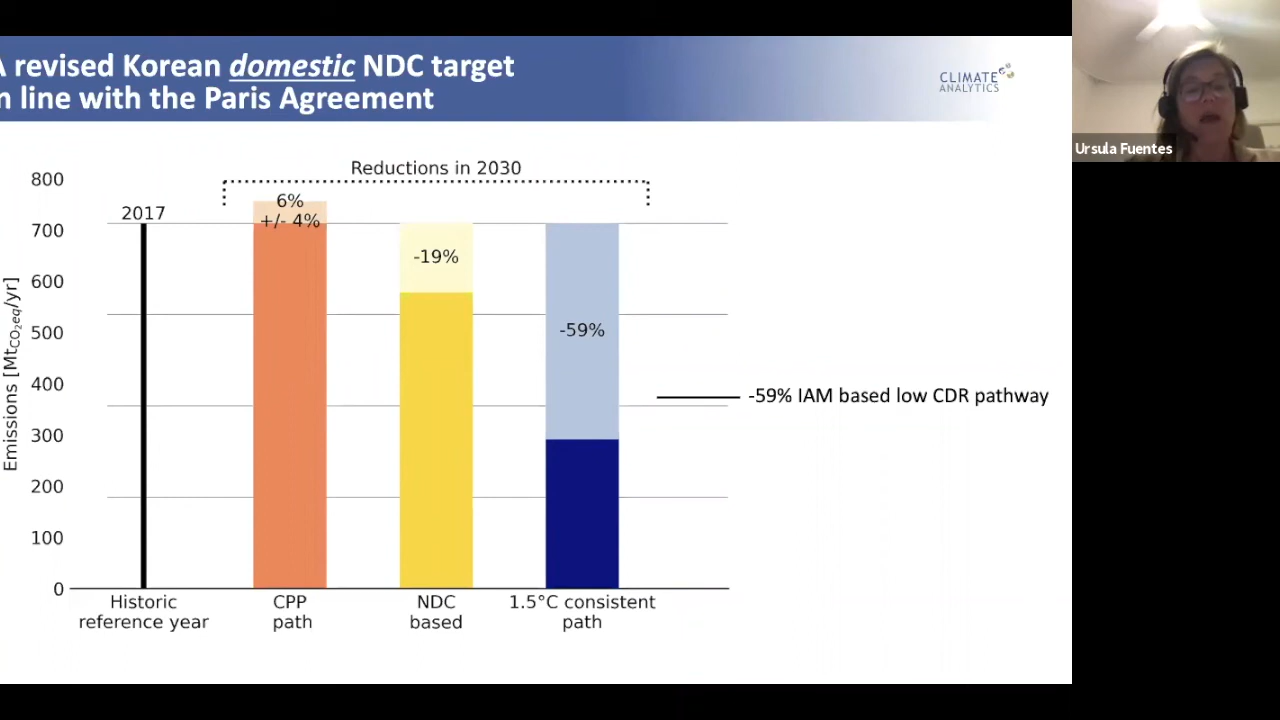 A revised Korean domestic NDC target
n line with the Paris Agreement
CLIMATE
ANALYTICS
Ursula Fuentes
Reductions in 2030
800
700
600
500
400
300
200
100
0
Emissions [MtCO₂eq/yr]
2017
6%
+/- 4%
-19%
-59%
-59% IAM based low CDR pathway
Historic
reference year
CPP
path
NDC
based
1.5°C consistent
path